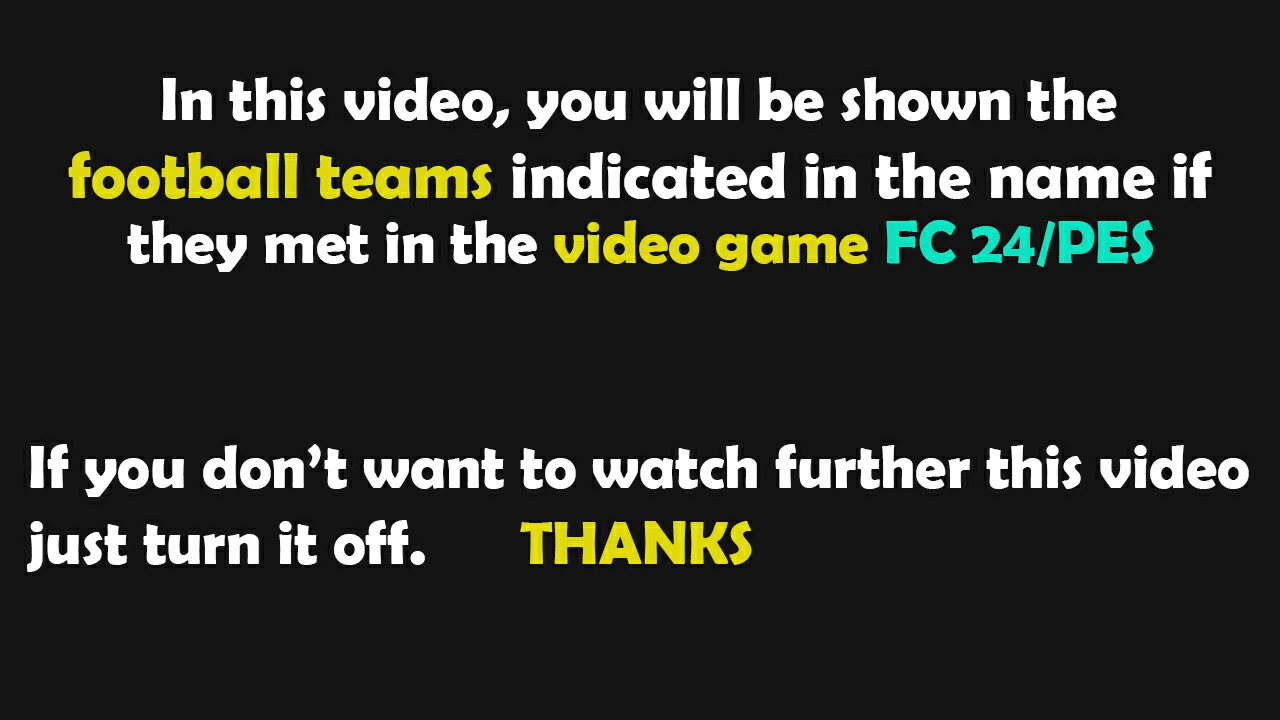 In this video, you will be shown the
football teams indicated in the name if
they met in the video game FC 24/PES
If you don’t want to watch further this video
just turn it off. THANKS